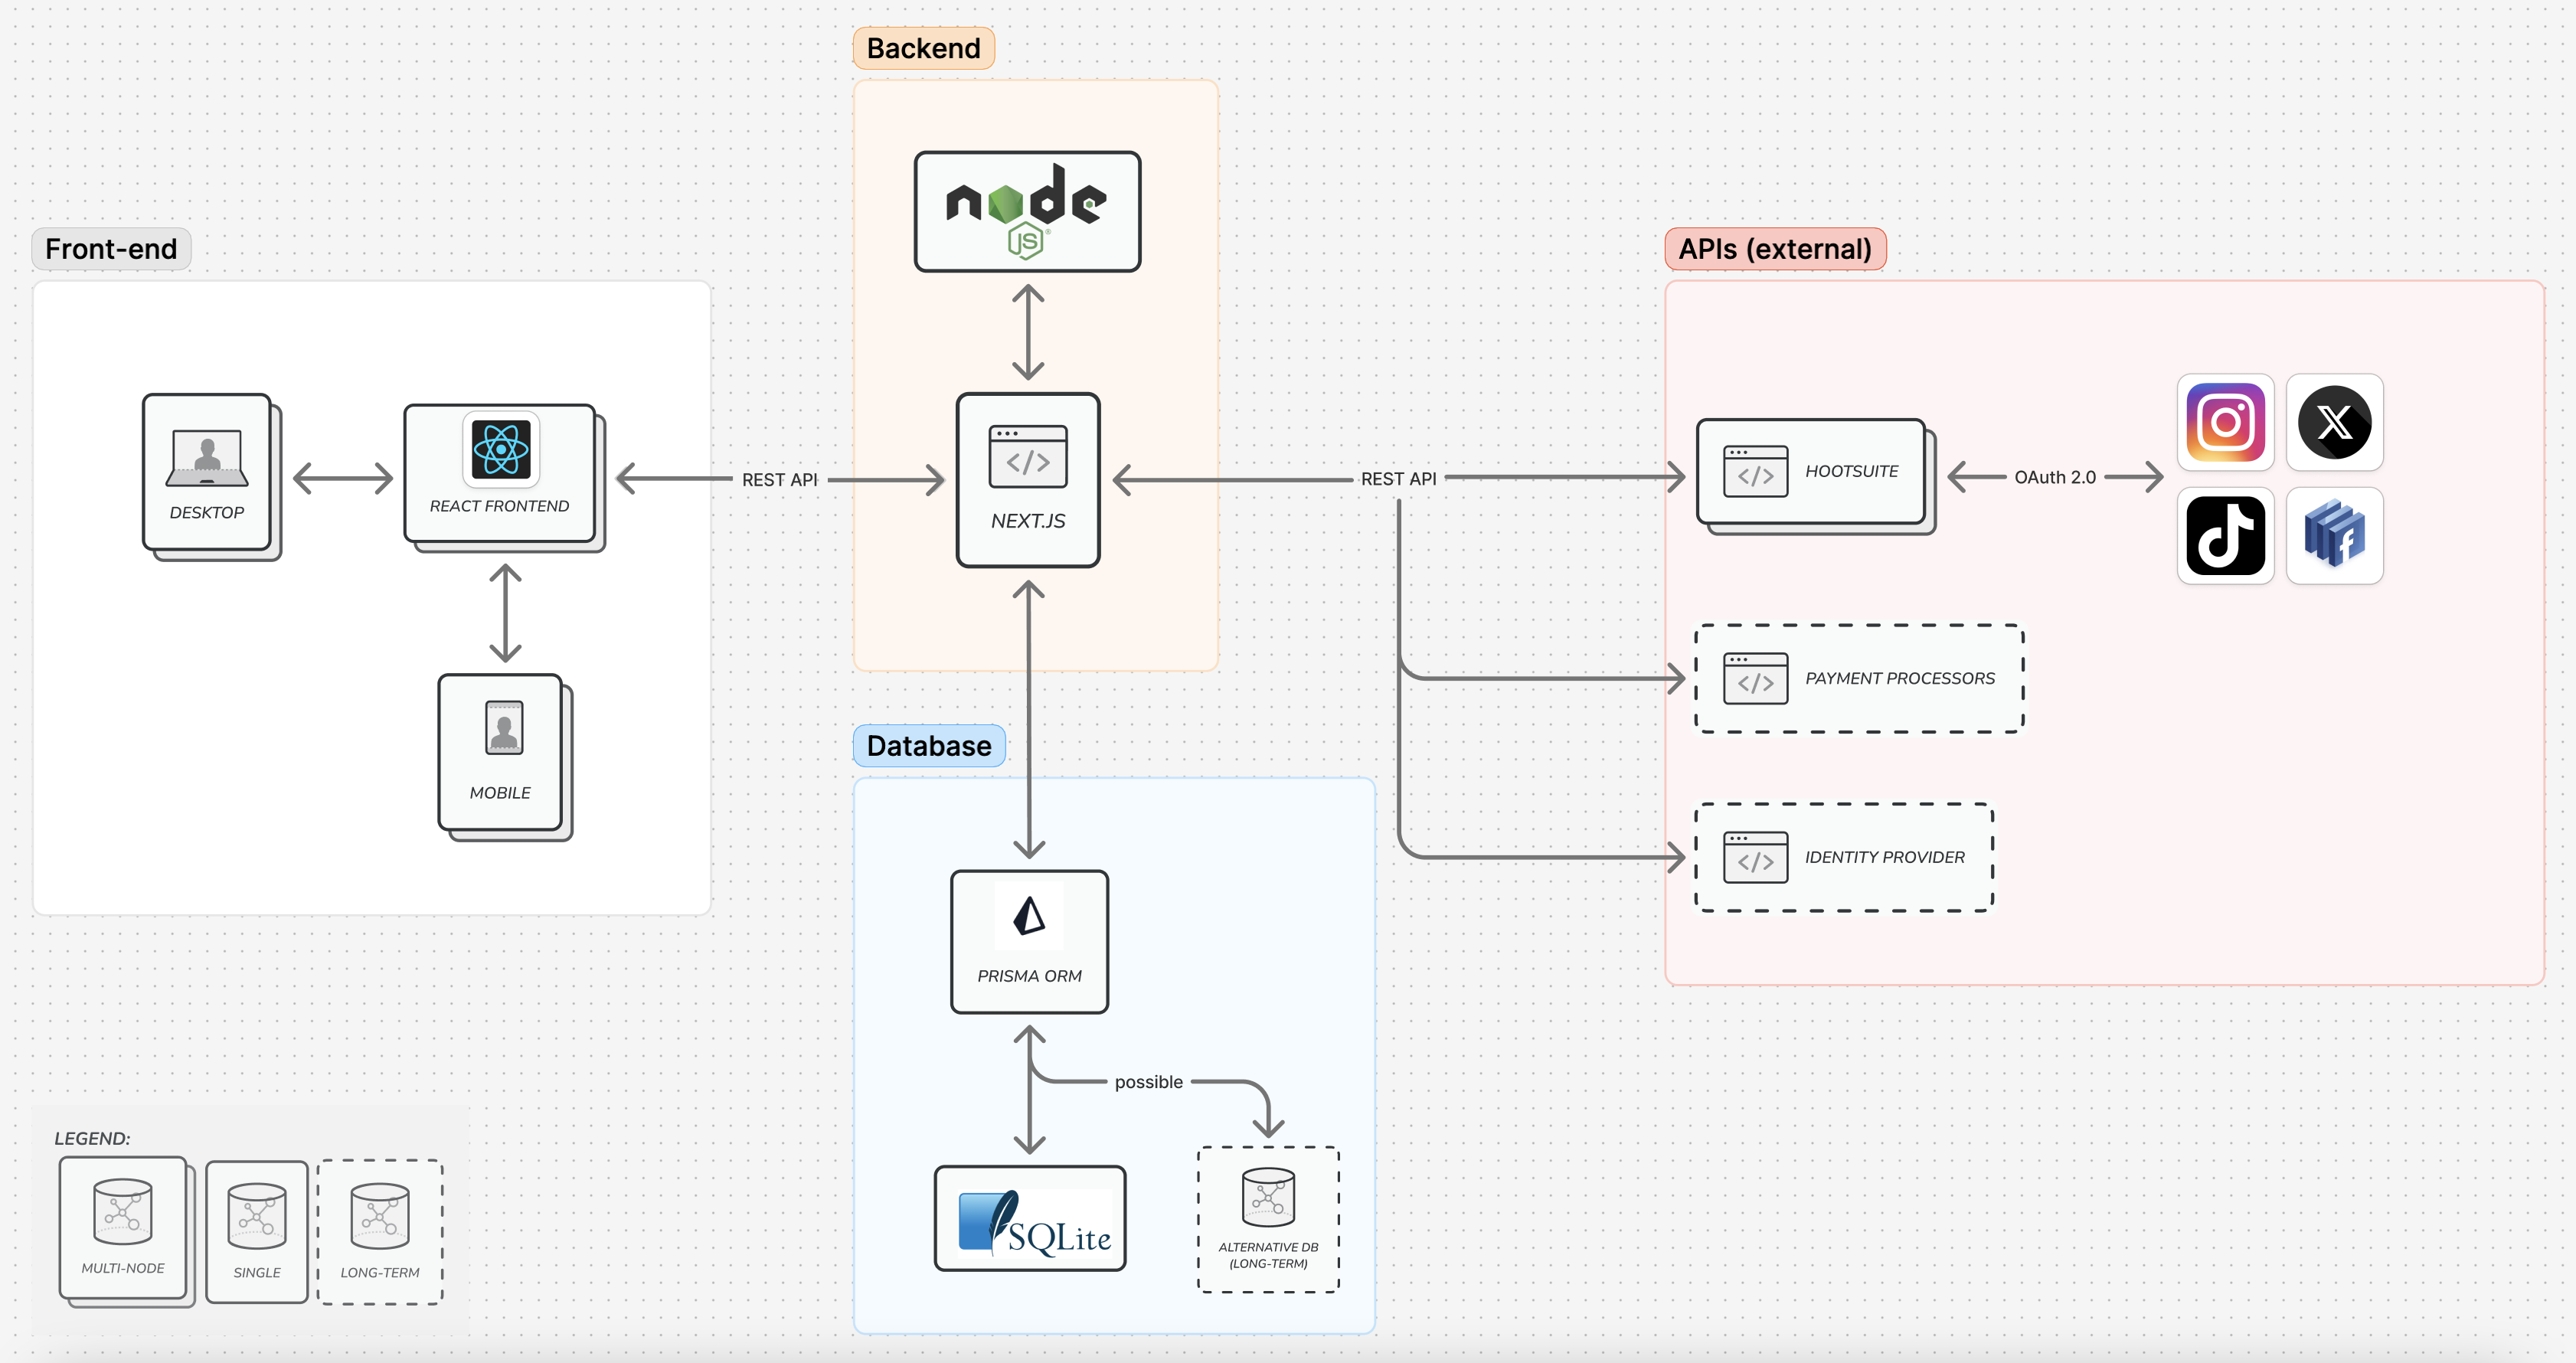 Backend
node
JS
Front-end
APIs (external)
DESKTOP
REACT FRONTEND
REST API
</>
NEXT.JS
REST API
</>
HOOTSUITE
OAuth 2.0
X
f
</>
PAYMENT PROCESSORS
MOBILE
Database
</>
IDENTITY PROVIDER
PRISMA ORM
possible
SQLite
ALTERNATIVE DB
(LONG-TERM)
LEGEND:
MULTI-NODE
SINGLE
LONG-TERM